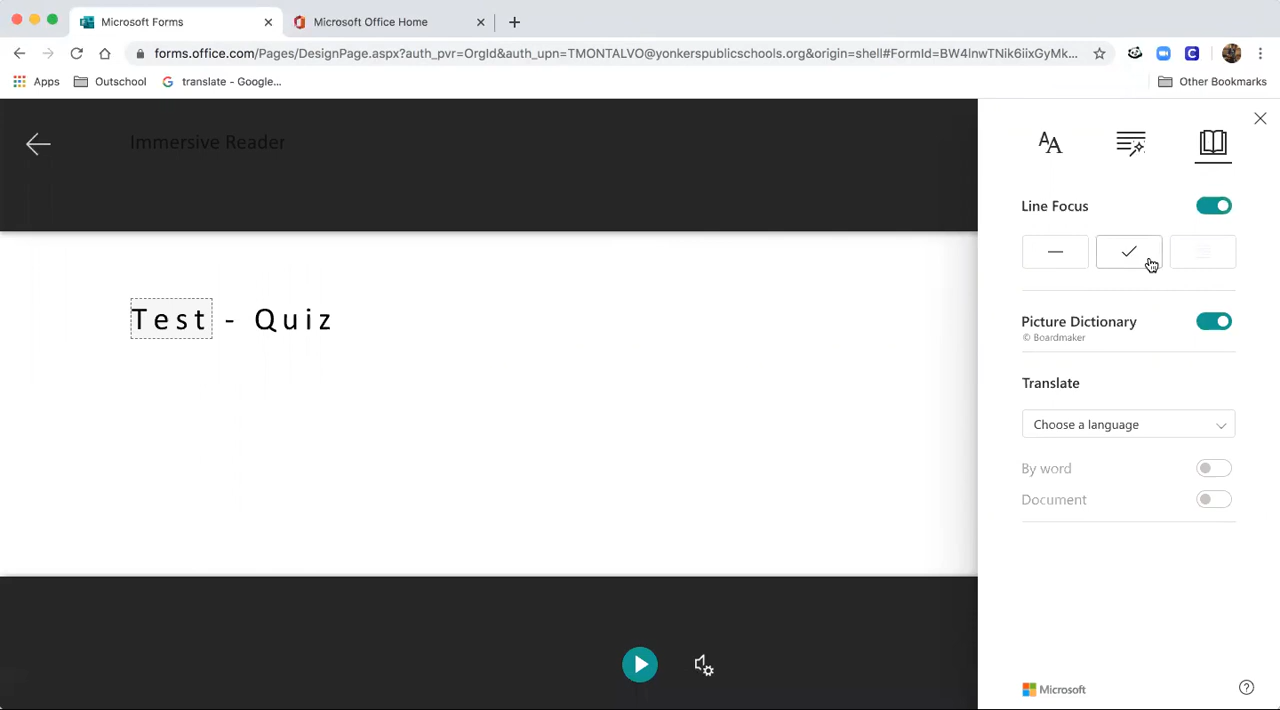 Microsoft Forms
Microsoft Office Home
forms.office.com/Pages/DesignPage.aspx?auth_pvr=OrgId&auth_upn=TMONTALVO@yonkerspublicschools.org&origin=shell#FormId=BW4lnwTNik6iixGyMk...
Apps
Outschool
translate - Google...
Other Bookmarks
Immersive Reader
Test - Quiz
Line Focus
Picture Dictionary
© Boardmaker
Translate
Choose a language
By word
Document
Microsoft